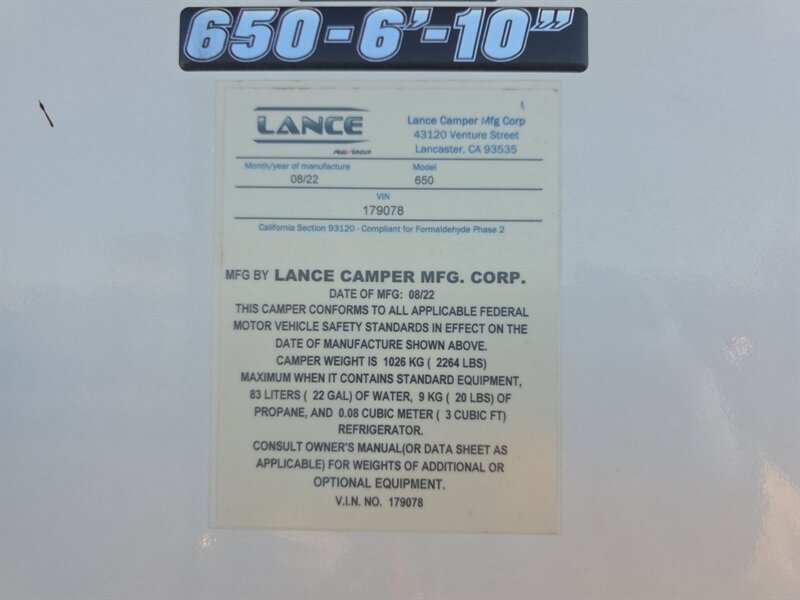 650-6'-10"
LANCE
Lance Camper Mfg Corp
43120 Venture Street
Lancaster, CA 93535
GROUP
Month/year of manufacture Model
08/22 650
VIN
179078
California Section 93120 - Compliant for Formaldehyde Phase 2
MFG BY LANCE CAMPER MFG. CORP.
DATE OF MFG: 08/22
THIS CAMPER CONFORMS TO ALL APPLICABLE FEDERAL
MOTOR VEHICLE SAFETY STANDARDS IN EFFECT ON THE
DATE OF MANUFACTURE SHOWN ABOVE.
CAMPER WEIGHT IS 1026 KG ( 2264 LBS)
MAXIMUM WHEN IT CONTAINS STANDARD EQUIPMENT,
83 LITERS ( 22 GAL) OF WATER, 9 KG ( 20 LBS) OF
PROPANE, AND 0.08 CUBIC METER ( 3 CUBIC FT)
REFRIGERATOR.
CONSULT OWNER'S MANUAL(OR DATA SHEET AS
APPLICABLE) FOR WEIGHTS OF ADDITIONAL OR
OPTIONAL EQUIPMENT.
V.I.N. NO. 179078